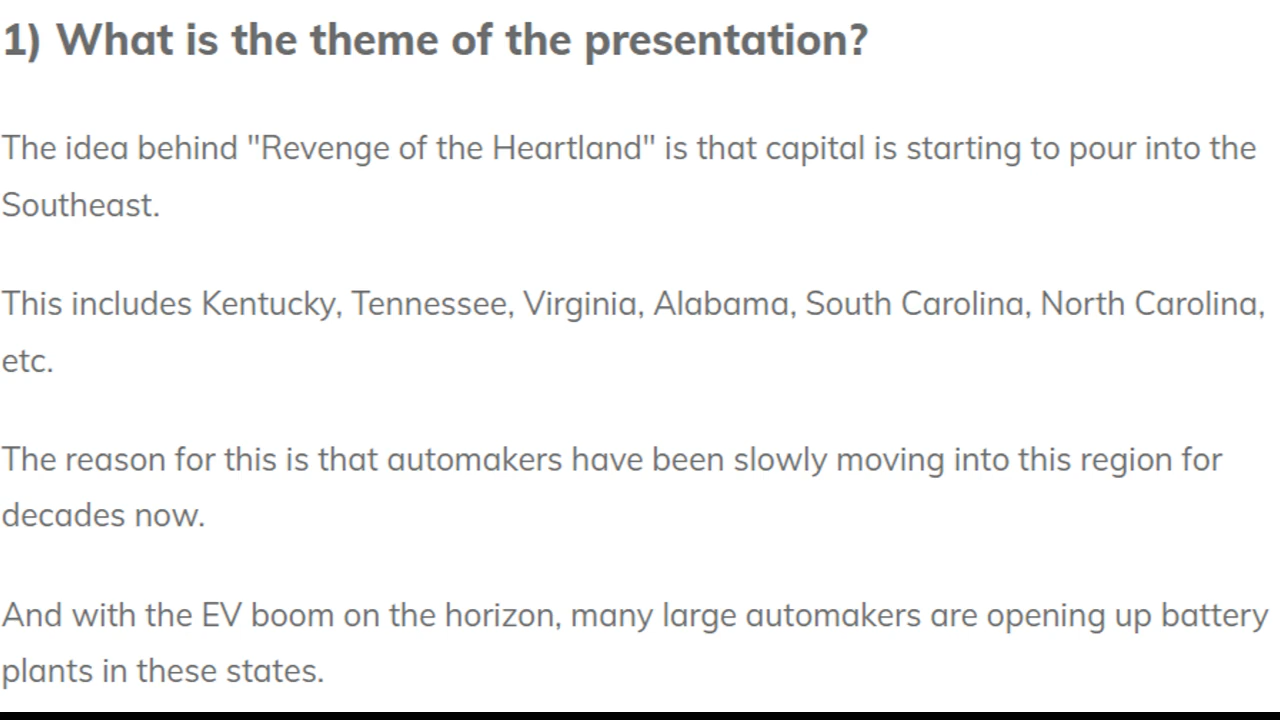 1) What is the theme of the presentation?
The idea behind "Revenge of the Heartland" is that capital is starting to pour into the
Southeast.
This includes Kentucky, Tennessee, Virginia, Alabama, South Carolina, North Carolina,
etc.
The reason for this is that automakers have been slowly moving into this region for
decades now.
And with the EV boom on the horizon, many large automakers are opening up battery
plants in these states.